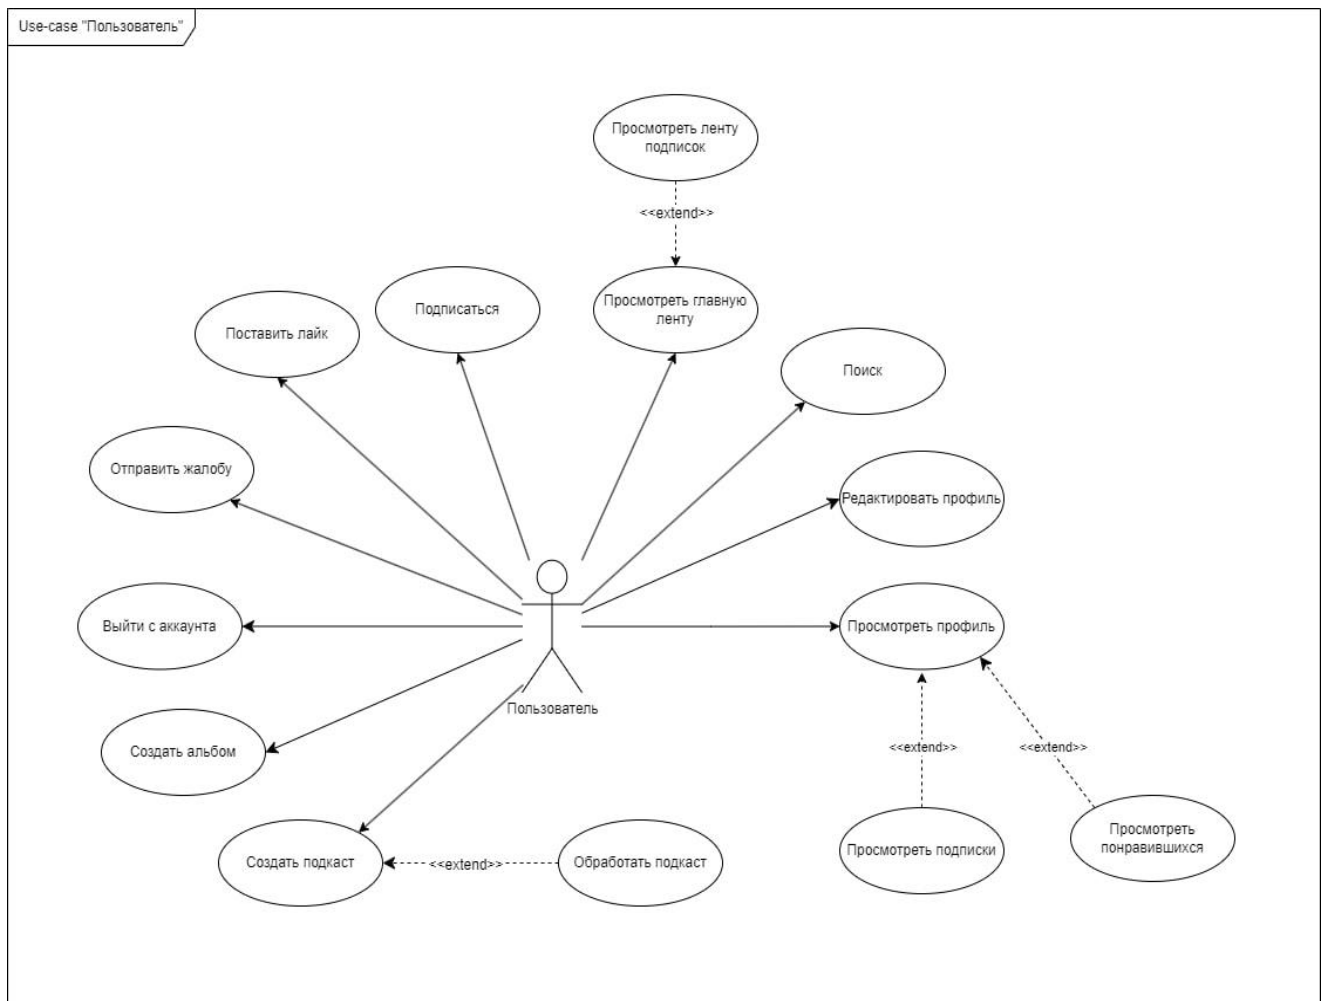 Use-case "Пользователь"
Просмотреть ленту
подписок
<<extend>>
Подписаться
Просмотреть главную
ленту
Поставить лайк
Поиск
Отправить жалобу
Редактировать профиль
Выйти с аккаунта
Просмотреть профиль
Пользователь
Создать альбом
<<extend>>
<<extend>>
Создать подкаст
<<extend>>
Обработать подкаст
Просмотреть подписки
Просмотреть
понравившихся